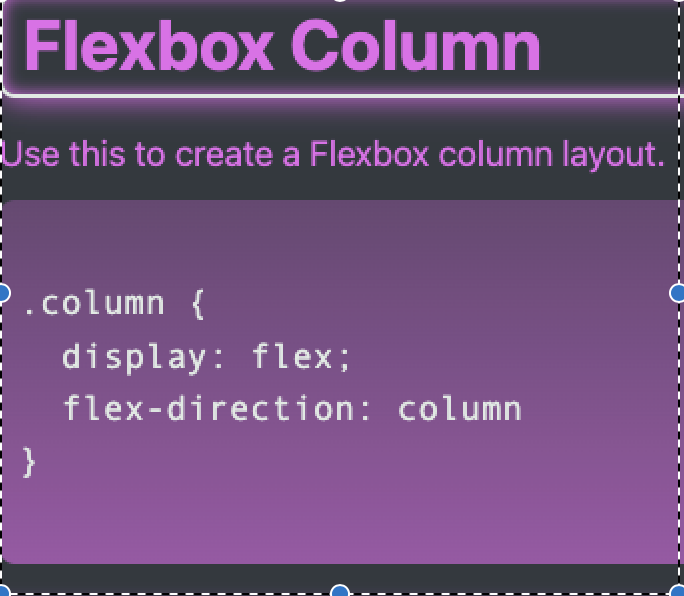 Flexbox Column
Use this to create a Flexbox column layout.
.column {
  display: flex;
  flex-direction: column
}